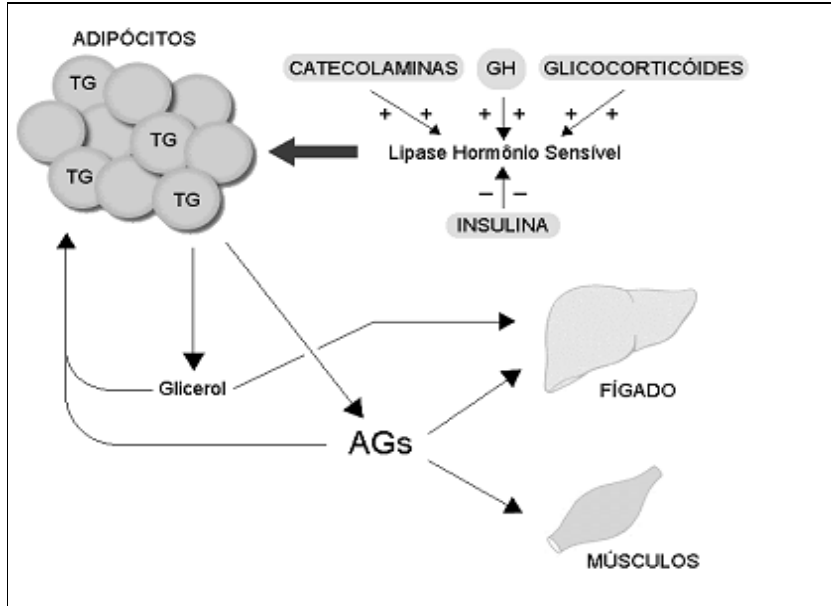 ADIPÓCITOS
CATECOLAMINAS GH GLICOCORTICÓIDES
TG
+ + + + + +
TG
Lipase Hormônio Sensível
TG
TG
– –
INSULINA
Glicerol
FÍGADO
AGs
MÚSCULOS